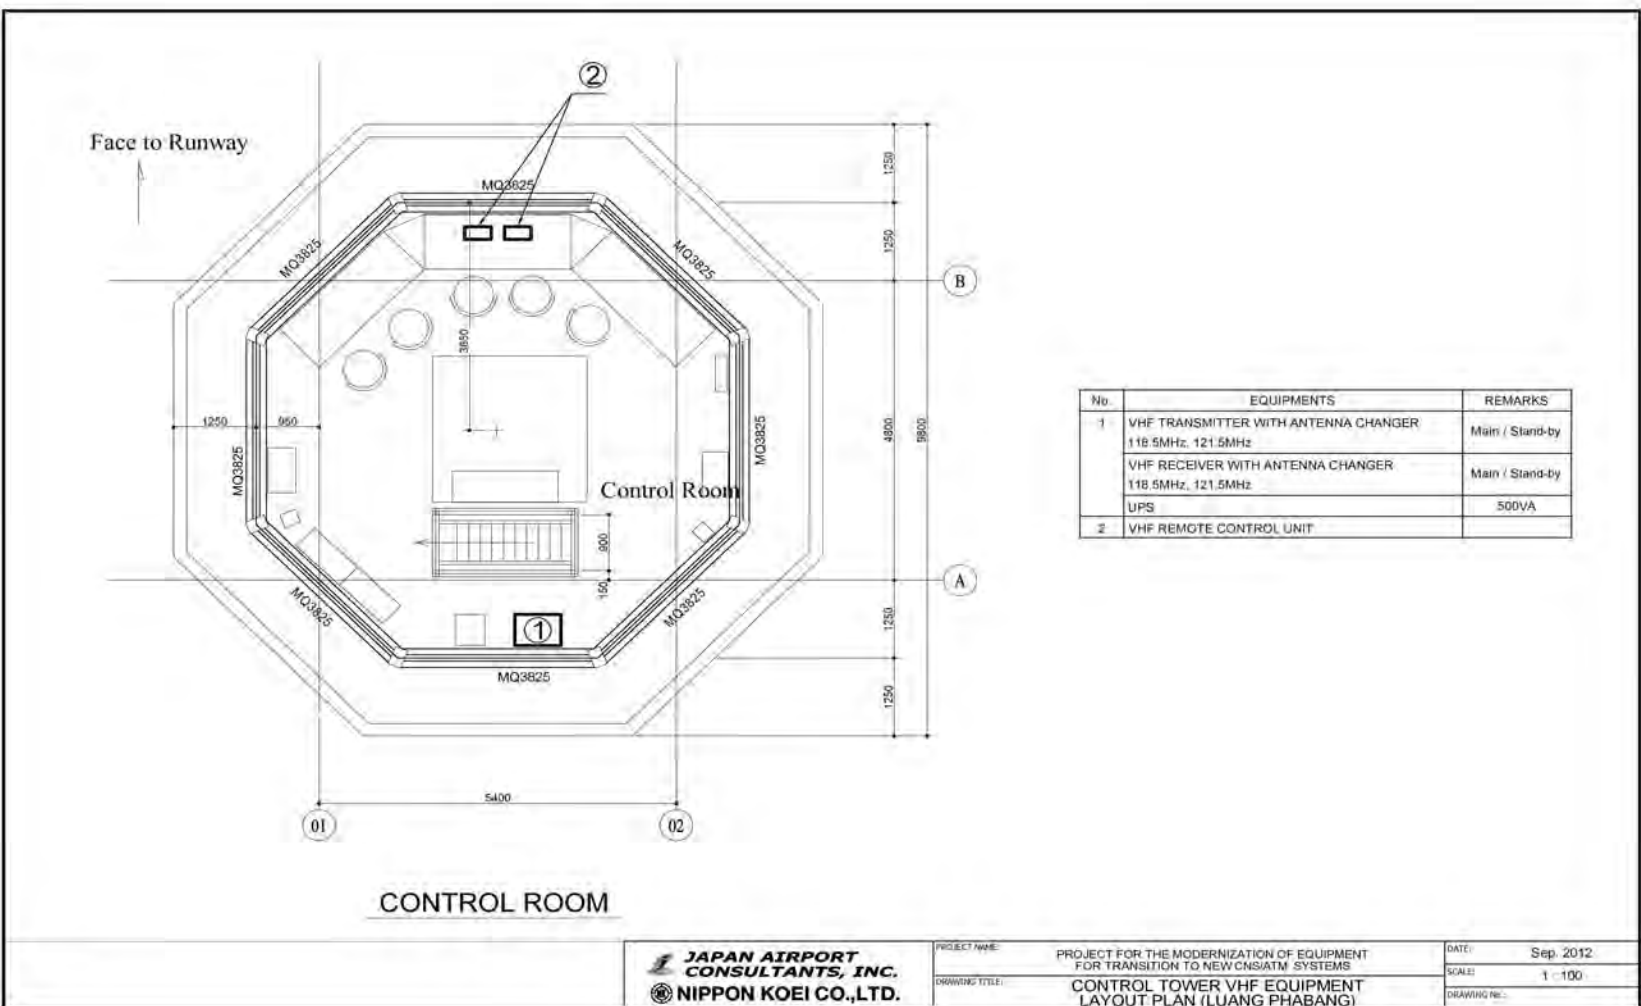 ②
Face to Runway
MQ3825
MQ3825
MQ3825
1250
1250
B
3850
1250
950
4800
9800
MQ3825
MQ3825
Control Room
900
150
A
MQ3825
MQ3825
①
MQ3825
1250
1250
5400
01
02
CONTROL ROOM
No. EQUIPMENTS REMARKS
1 VHF TRANSMITTER WITH ANTENNA CHANGER
118.5MHz, 121.5MHz Main / Stand-by
VHF RECEIVER WITH ANTENNA CHANGER
118.5MHz, 121.5MHz Main / Stand-by
UPS 500VA
2 VHF REMOTE CONTROL UNIT
JAPAN AIRPORT
CONSULTANTS, INC.
NIPPON KOEI CO.,LTD.
PROJECT NAME:
PROJECT FOR THE MODERNIZATION OF EQUIPMENT
FOR TRANSITION TO NEW CNS/ATM SYSTEMS
DRAWING TITLE:
CONTROL TOWER VHF EQUIPMENT
LAYOUT PLAN (LUANG PHABANG)
DATE: Sep. 2012
SCALE: 1 : 100
DRAWING No.: